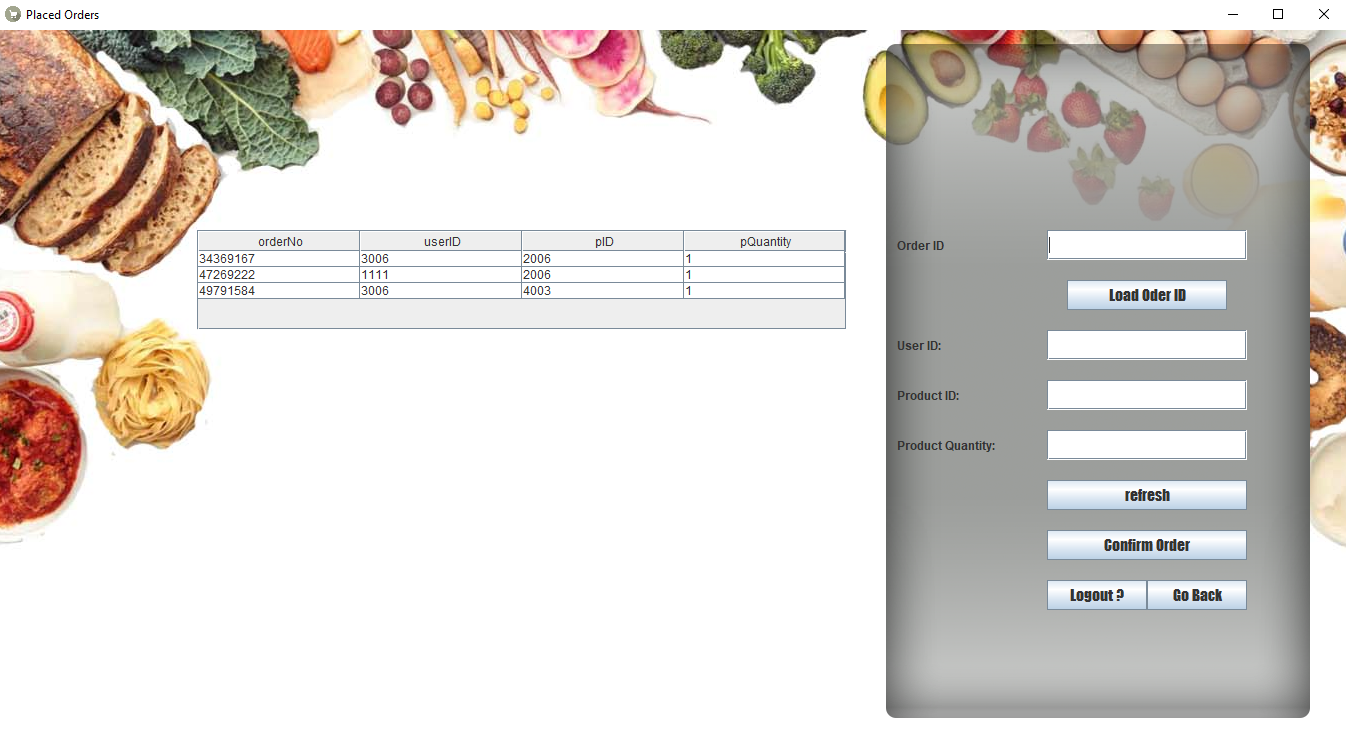 Placed Orders
orderNo userID pID pQuantity
34369167 3006 2006 1
47269222 1111 2006 1
49791584 3006 4003 1
Order ID
Load Oder ID
User ID:
Product ID:
Product Quantity:
refresh
Confirm Order
Logout ? Go Back